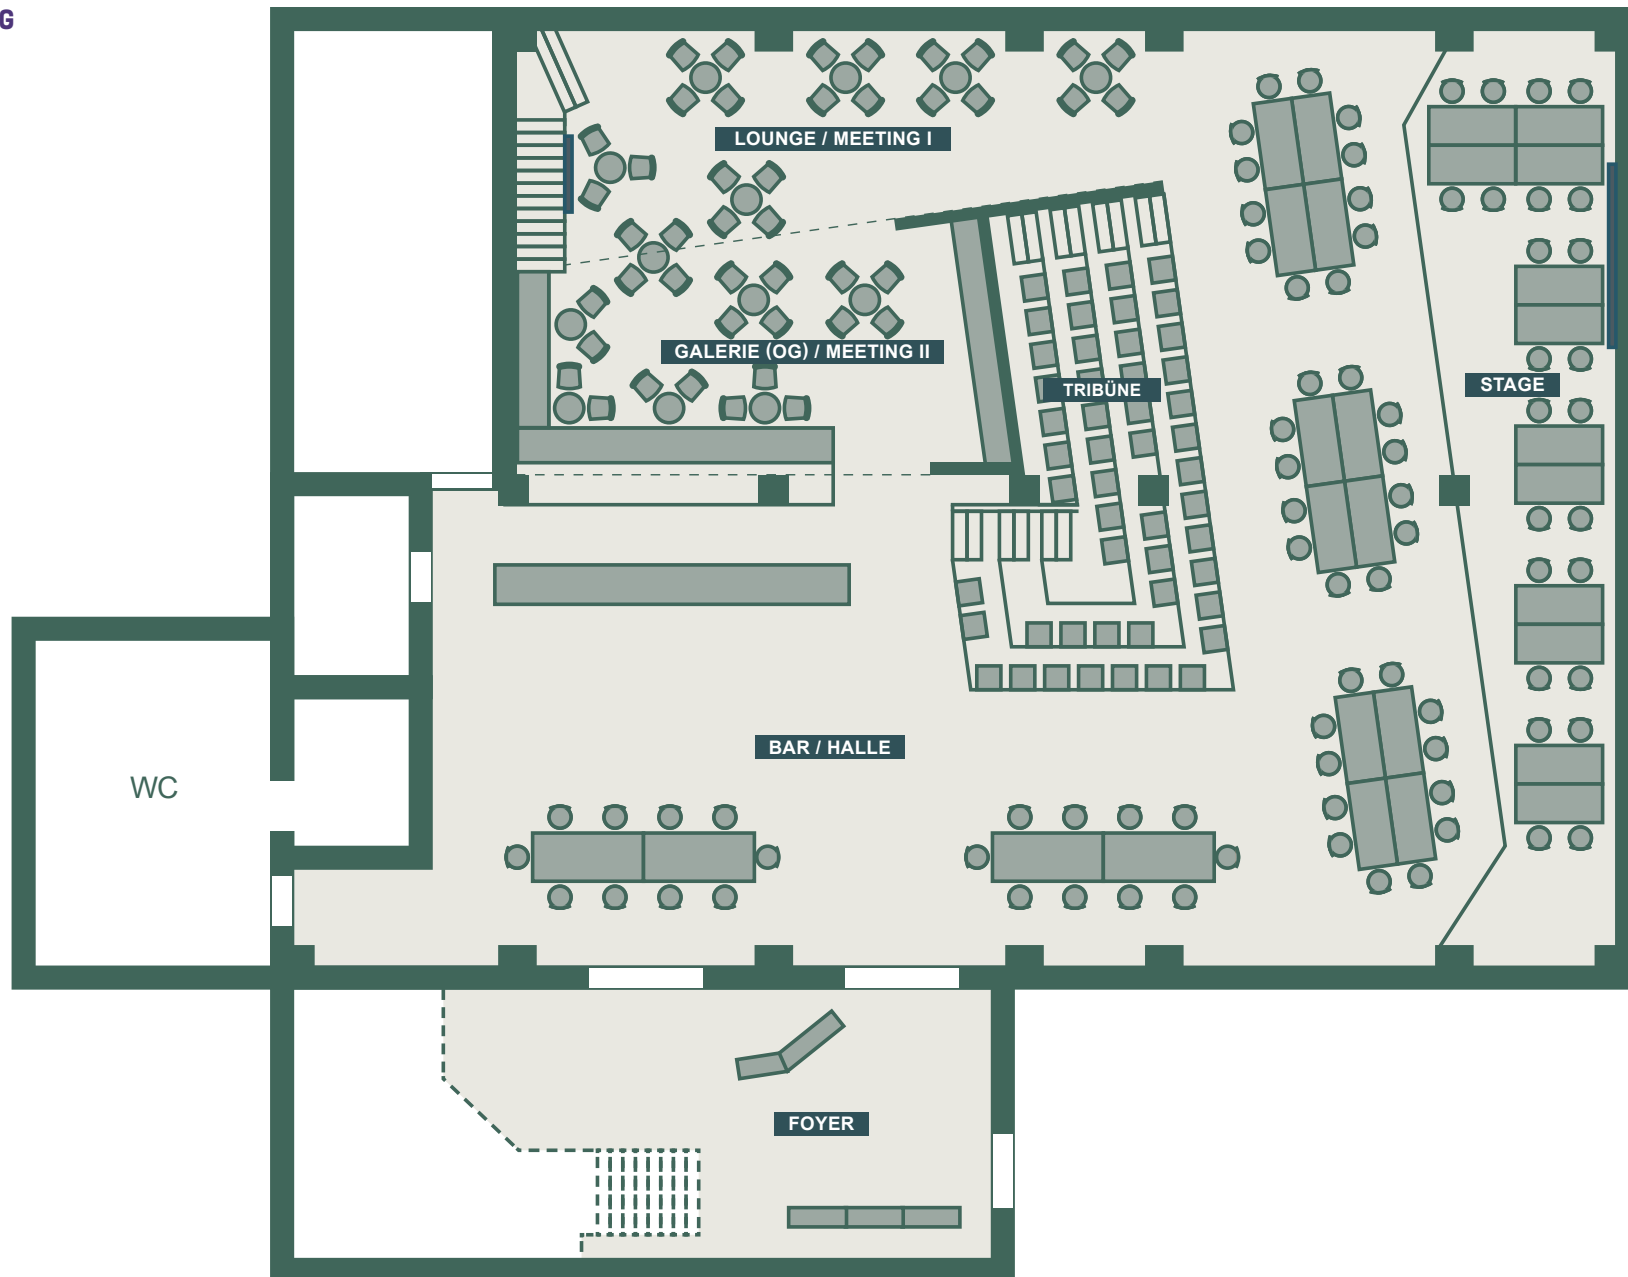 G
LOUNGE / MEETING I
GALERIE (OG) / MEETING II
TRIBÜNE
STAGE
BAR / HALLE
WC
FOYER